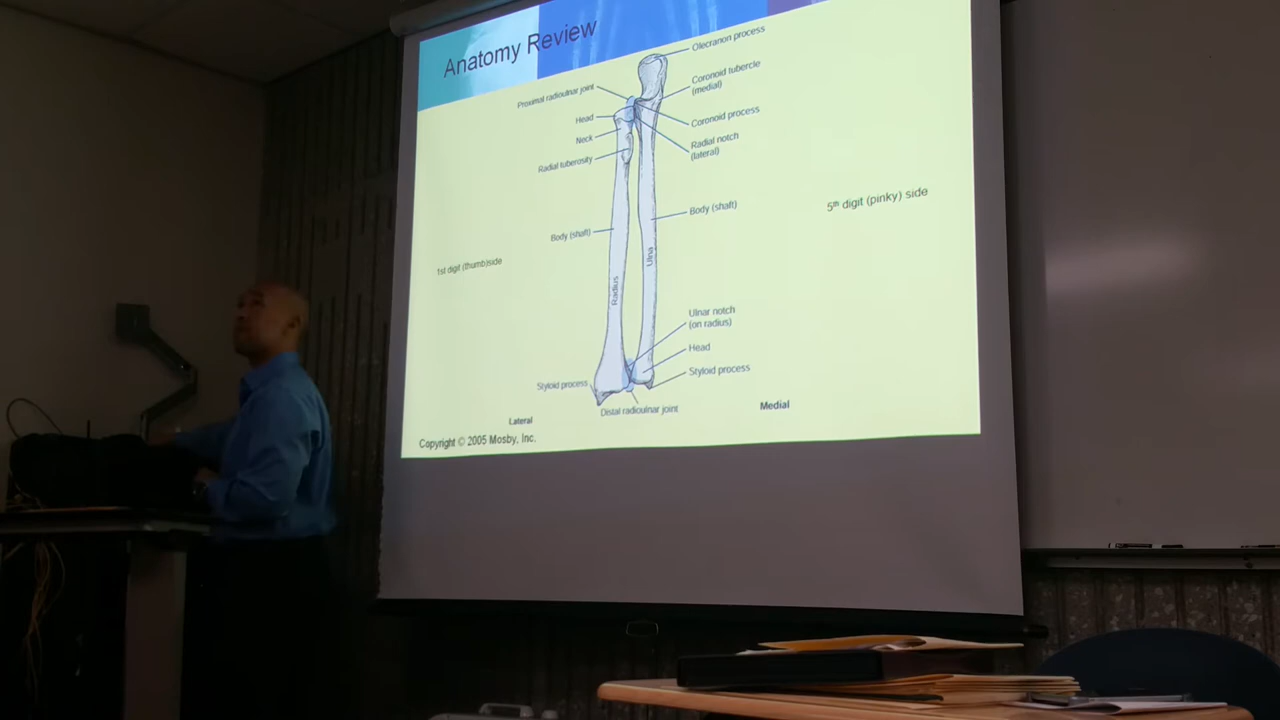 Anatomy Review
Olecranon process
Coronoid tubercle
(medial)
Proximal radioulnar joint
Head
Coronoid process
Neck
Radial notch
(lateral)
Radial tuberosity
5th digit (pinky) side
Body (shaft)
Body (shaft)
1st digit (thumb)side
Ulna
Radius
Ulnar notch
(on radius)
Head
Styloid process
Styloid process
Distal radioulnar joint
Medial
Lateral
Copyright © 2005 Mosby, Inc.